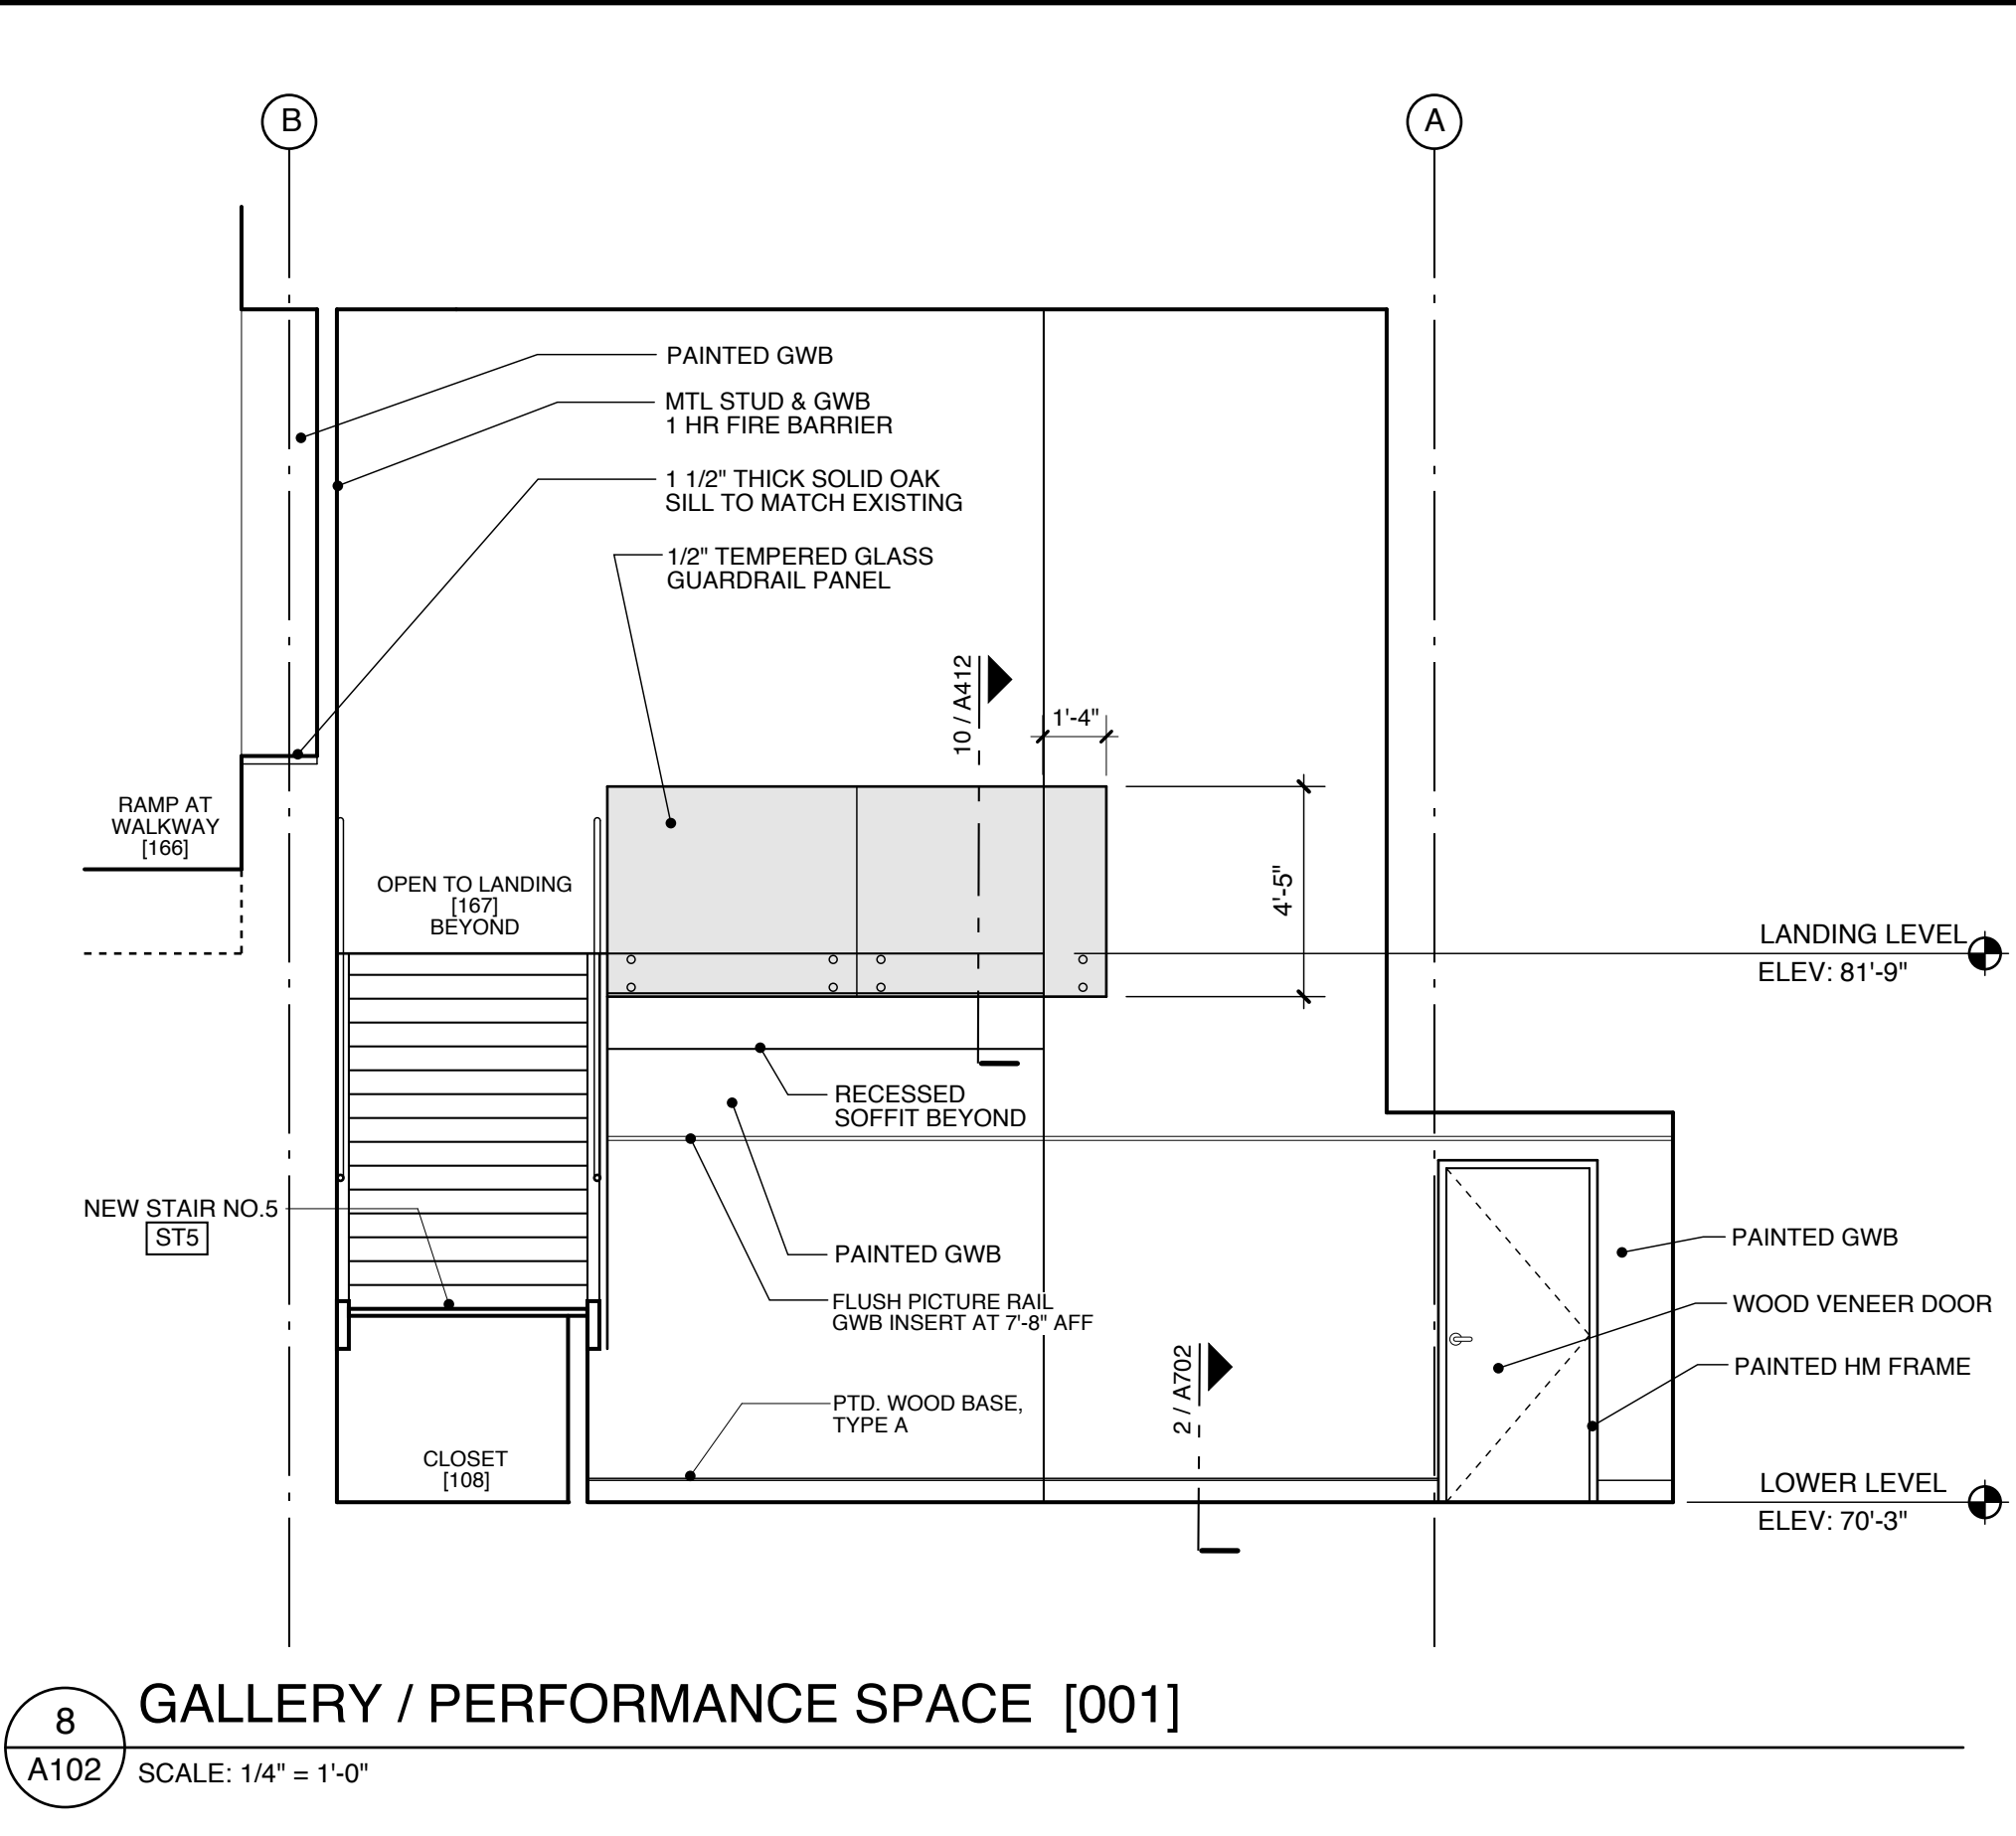 B
A
PAINTED GWB
MTL STUD & GWB
1 HR FIRE BARRIER
1 1/2" THICK SOLID OAK
SILL TO MATCH EXISTING
1/2" TEMPERED GLASS
GUARDRAIL PANEL
10 / A412
1'-4"
RAMP AT
WALKWAY
[166]
OPEN TO LANDING
[167]
BEYOND
4'-5"
LANDING LEVEL
ELEV: 81'-9"
RECESSED
SOFFIT BEYOND
NEW STAIR NO.5
ST5
PAINTED GWB
FLUSH PICTURE RAIL
GWB INSERT AT 7'-8" AFF
PAINTED GWB
WOOD VENEER DOOR
PAINTED HM FRAME
2 / A702
PTD. WOOD BASE,
TYPE A
CLOSET
[108]
LOWER LEVEL
ELEV: 70'-3"
8
A102
GALLERY / PERFORMANCE SPACE [001]
SCALE: 1/4" = 1'-0"